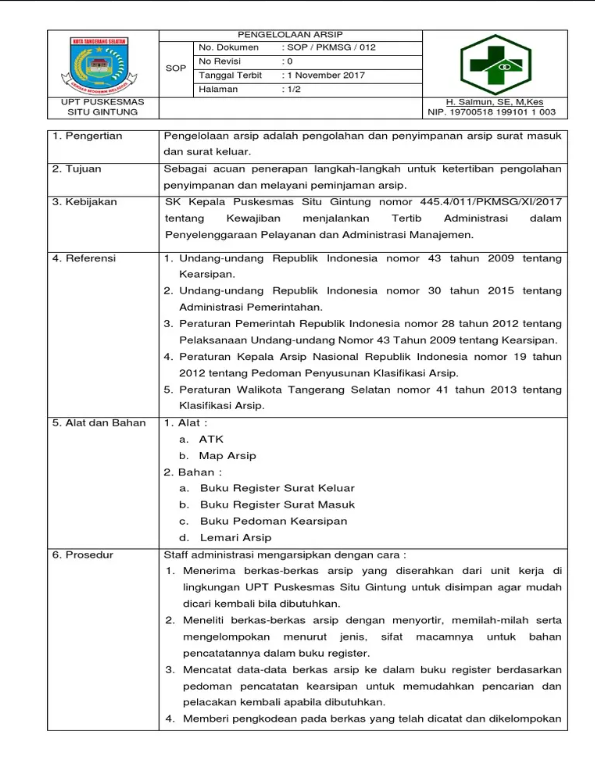 PENGELOLAAN ARSIP
SOP
No. Dokumen : SOP / PKMSG / 012
No Revisi : 0
Tanggal Terbit : 1 November 2017
Halaman : 1/2
KOTA TANGERANG SELATAN
UPT PUSKESMAS
SITU GINTUNG
H. Salmun, SE, M,Kes
NIP. 19700518 199101 1 003
1. Pengertian
Pengelolaan arsip adalah pengolahan dan penyimpanan arsip surat masuk
dan surat keluar.
2. Tujuan
Sebagai acuan penerapan langkah-langkah untuk ketertiban pengolahan
penyimpanan dan melayani peminjaman arsip.
3. Kebijakan
SK Kepala Puskesmas Situ Gintung nomor 445.4/011/PKMSG/XI/2017
tentang Kewajiban menjalankan Tertib Administrasi dalam
Penyelenggaraan Pelayanan dan Administrasi Manajemen.
4. Referensi
1. Undang-undang Republik Indonesia nomor 43 tahun 2009 tentang
Kearsipan.
2. Undang-undang Republik Indonesia nomor 30 tahun 2015 tentang
Administrasi Pemerintahan.
3. Peraturan Pemerintah Republik Indonesia nomor 28 tahun 2012 tentang
Pelaksanaan Undang-undang Nomor 43 Tahun 2009 tentang Kearsipan.
4. Peraturan Kepala Arsip Nasional Republik Indonesia nomor 19 tahun
2012 tentang Pedoman Penyusunan Klasifikasi Arsip.
5. Peraturan Walikota Tangerang Selatan nomor 41 tahun 2013 tentang
Klasifikasi Arsip.
5. Alat dan Bahan
1. Alat :
a. ATK
b. Map Arsip
2. Bahan :
a. Buku Register Surat Keluar
b. Buku Register Surat Masuk
c. Buku Pedoman Kearsipan
d. Lemari Arsip
6. Prosedur
Staff administrasi mengarsipkan dengan cara :
1. Menerima berkas-berkas arsip yang diserahkan dari unit kerja di
lingkungan UPT Puskesmas Situ Gintung untuk disimpan agar mudah
dicari kembali bila dibutuhkan.
2. Meneliti berkas-berkas arsip dengan menyortir, memilah-milah serta
mengelompokan menurut jenis, sifat macamnya untuk bahan
pencatatannya dalam buku register.
3. Mencatat data-data berkas arsip ke dalam buku register berdasarkan
pedoman pencatatan kearsipan untuk memudahkan pencarian dan
pelacakan kembali apabila dibutuhkan.
4. Memberi pengkodean pada berkas yang telah dicatat dan dikelompokan